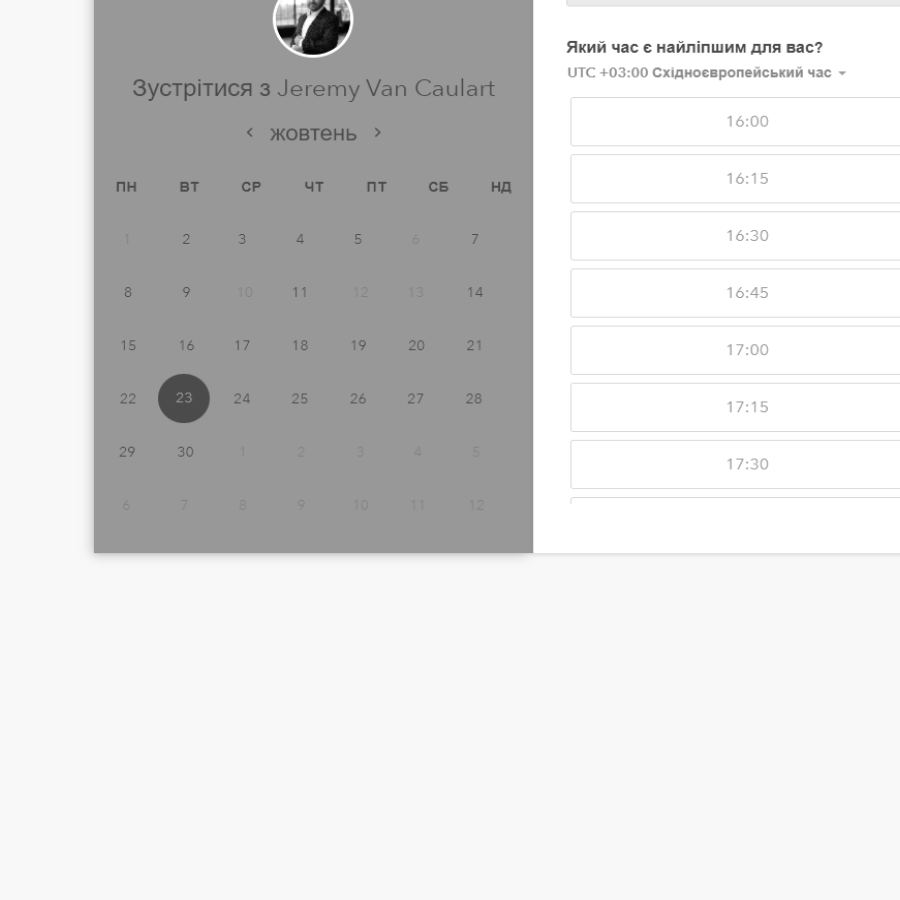 Зустрітися з Jeremy Van Caulart
жовтень
ПН ВТ СР ЧТ ПТ СБ НД
1 2 3 4 5 6 7
8 9 10 11 12 13 14
15 16 17 18 19 20 21
22 23 24 25 26 27 28
29 30 1 2 3 4 5
6 7 8 9 10 11 12
Який час є найліпшим для вас?
UTC +03:00 Східноєвропейський час
16:00
16:15
16:30
16:45
17:00
17:15
17:30